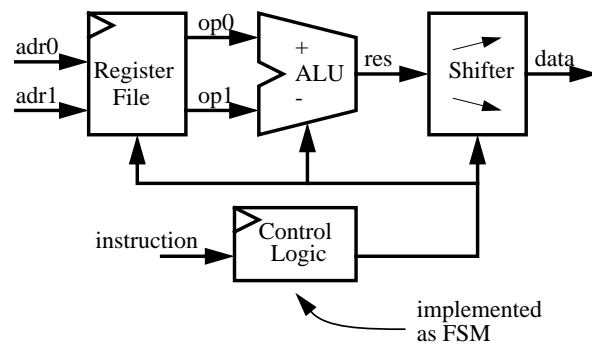 adr0
adr1
Register
File
op0
op1
+
ALU
-
res
Shifter
data
instruction
Control
Logic
implemented
as FSM